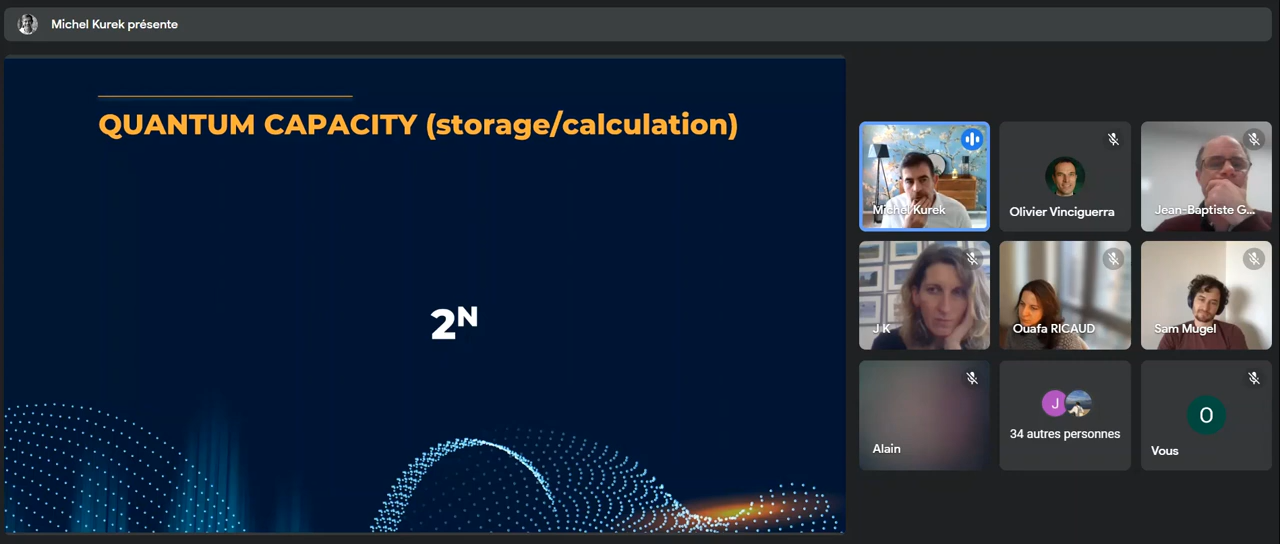 Michel Kurek présente
QUANTUM CAPACITY (storage/calculation)
2ᴺ
Michel Kurek
Olivier Vinciguerra
Jean-Baptiste G...
J K
Ouafa RICAUD
Sam Mugel
Alain
J
34 autres personnes
O
Vous